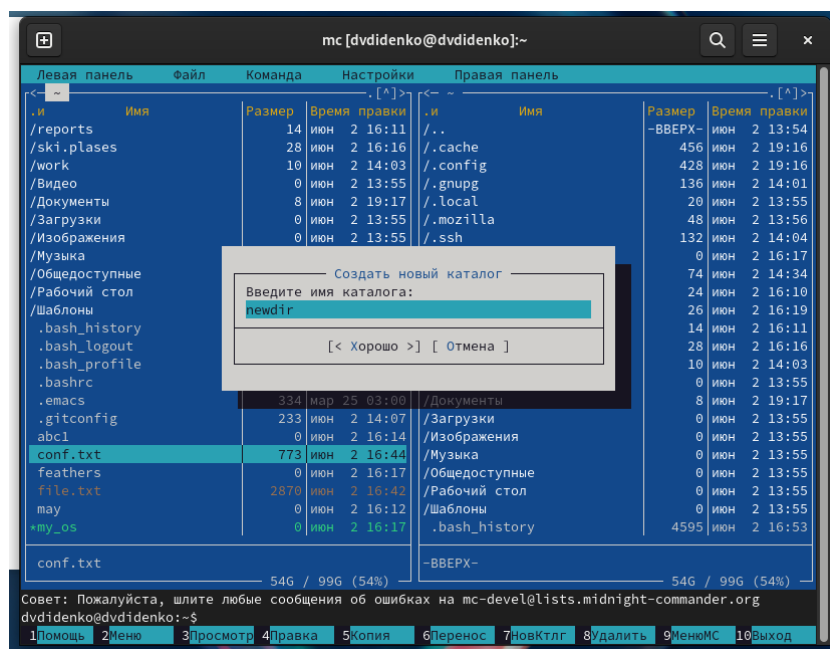 mc [dvdidenko@dvdidenko]:~
Левая панель Файл Команда Настройки Правая панель
<— ~ .[^]> <— ~ .[^]>
.и Имя Размер Время правки .и Имя Размер Время правки
/reports 14 июн 2 16:11 /.. -ВВЕРХ- июн 2 13:54
/ski.plases 28 июн 2 16:16 /.cache 456 июн 2 19:16
/work 10 июн 2 14:03 /.config 428 июн 2 19:16
/Видео 0 июн 2 13:55 /.gnupg 136 июн 2 14:01
/Документы 8 июн 2 19:17 /.local 20 июн 2 13:55
/Загрузки 0 июн 2 13:55 /.mozilla 48 июн 2 13:56
/Изображения 0 июн 2 13:55 /.ssh 132 июн 2 14:04
/Музыка 0 июн 2 16:17
/Общедоступные Создать новый каталог 74 июн 2 14:34
/Рабочий стол Введите имя каталога: 24 июн 2 16:10
/Шаблоны newdir 26 июн 2 16:19
.bash_history 14 июн 2 16:11
.bash_logout [< Хорошо >] [ Отмена ] 28 июн 2 16:16
.bash_profile 10 июн 2 14:03
.bashrc 0 июн 2 13:55
.emacs 334 мар 25 03:00 /Документы 8 июн 2 19:17
.gitconfig 233 июн 2 14:07 /Загрузки 0 июн 2 13:55
abc1 0 июн 2 16:14 /Изображения 0 июн 2 13:55
conf.txt 773 июн 2 16:44 /Музыка 0 июн 2 13:55
feathers 0 июн 2 16:17 /Общедоступные 0 июн 2 13:55
file.txt 2870 июн 2 16:42 /Рабочий стол 0 июн 2 13:55
may 0 июн 2 16:12 /Шаблоны 0 июн 2 13:55
*my_os 0 июн 2 16:17 .bash_history 4595 июн 2 16:53
conf.txt -ВВЕРХ-
54G / 99G (54%) 54G / 99G (54%)
Совет: Пожалуйста, шлите любые сообщения об ошибках на mc-devel@lists.midnight-commander.org
dvdidenko@dvdidenko:~$
1Помощь 2Меню 3Просмотр 4Правка 5Копия 6Перенос 7НовКтлг 8Удалить 9МенюМС 10Выход